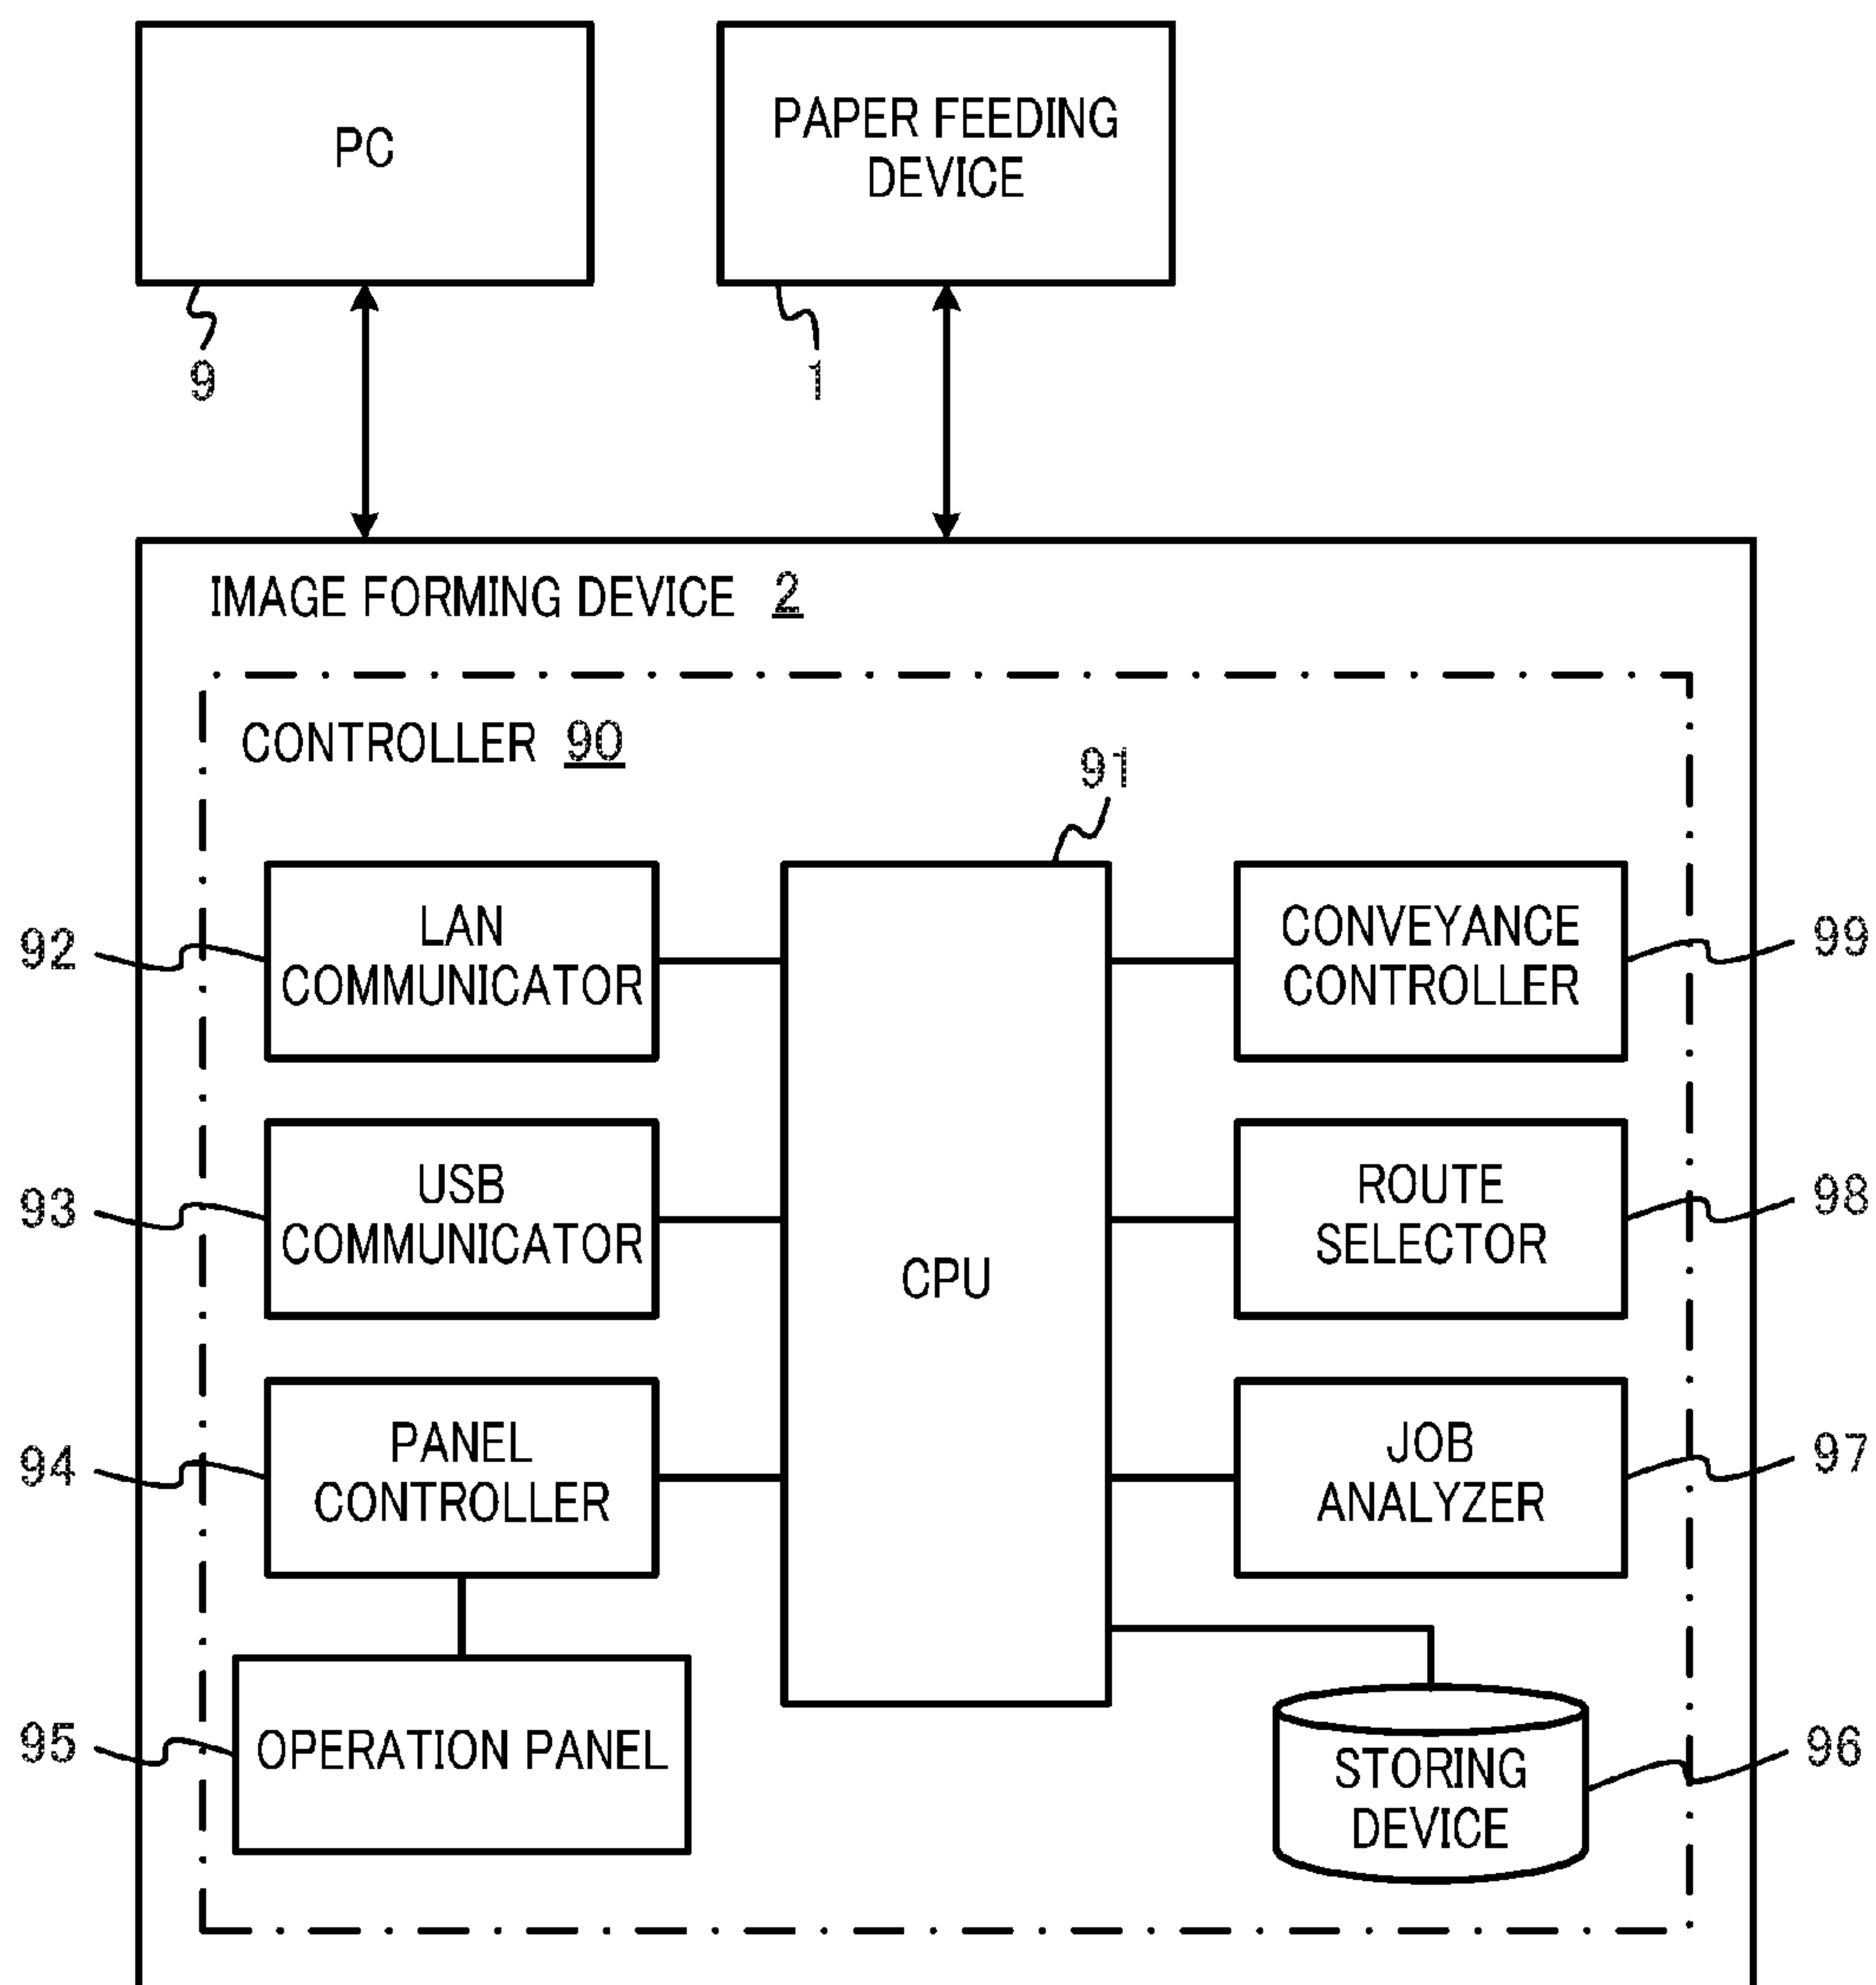 PC
PAPER FEEDING
DEVICE
9
1
IMAGE FORMING DEVICE 2
CONTROLLER 90
91
LAN
COMMUNICATOR
92
CONVEYANCE
CONTROLLER
99
USB
COMMUNICATOR
93
CPU
ROUTE
SELECTOR
98
PANEL
CONTROLLER
94
JOB
ANALYZER
97
OPERATION PANEL
95
STORING
DEVICE
96